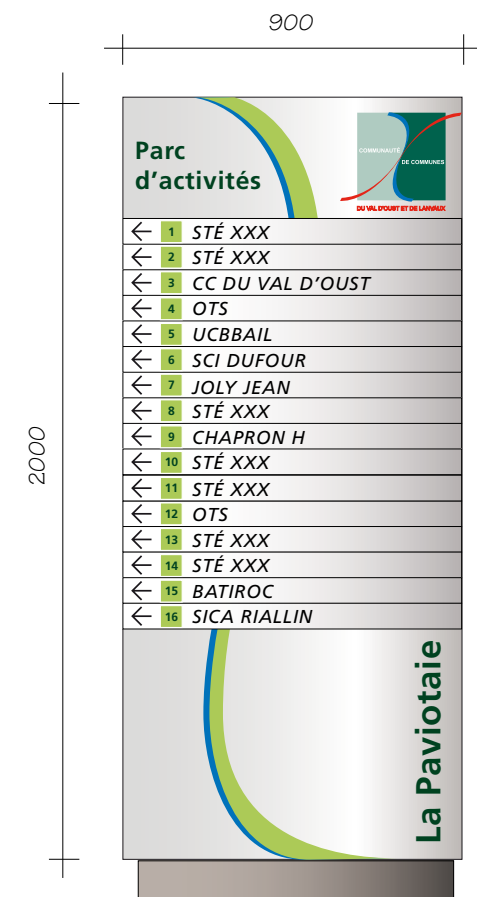 900
2000
Parc
d’activités
COMMUNAUTÉ
DE COMMUNES
DU VAL D'OUST ET DE LANVAUX
1 STÉ XXX
2 STÉ XXX
3 CC DU VAL D’OUST
4 OTS
5 UCBBAIL
6 SCI DUFOUR
7 JOLY JEAN
8 STÉ XXX
9 CHAPRON H
10 STÉ XXX
11 STÉ XXX
12 OTS
13 STÉ XXX
14 STÉ XXX
15 BATIROC
16 SICA RIALLIN
La Paviotaie